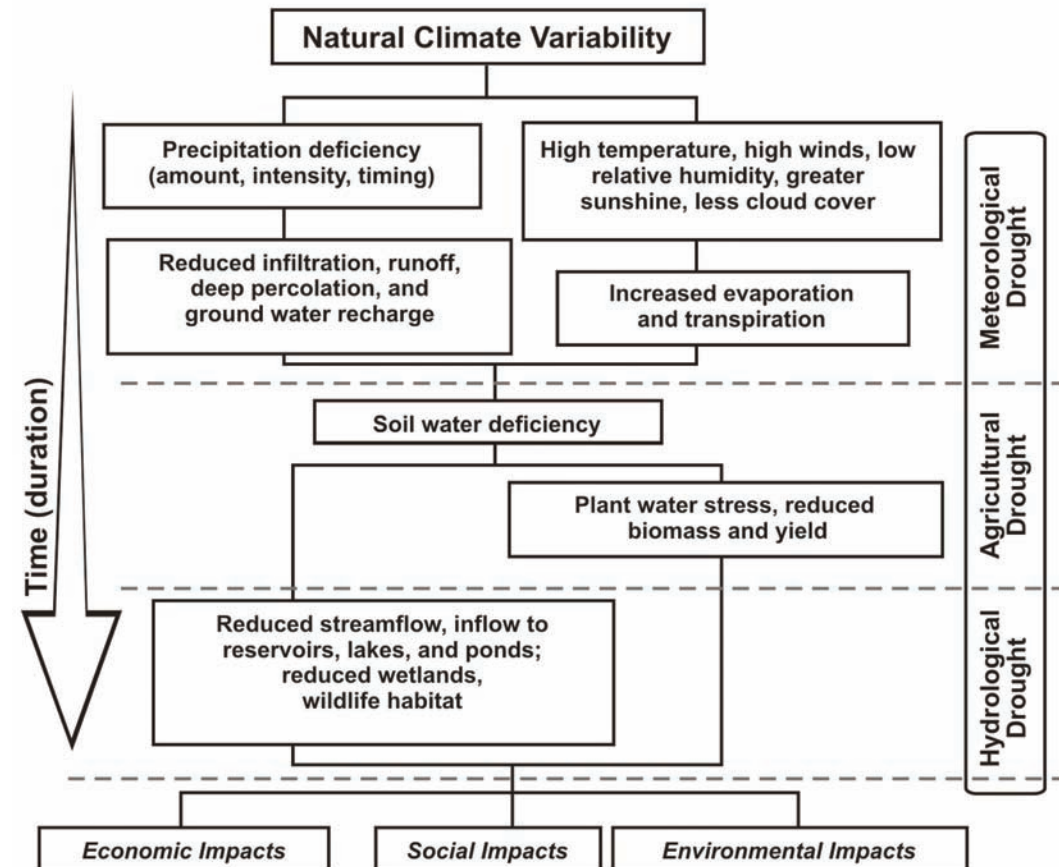 Natural Climate Variability
Precipitation deficiency
(amount, intensity, timing)
High temperature, high winds, low
relative humidity, greater
sunshine, less cloud cover
Reduced infiltration, runoff,
deep percolation, and
ground water recharge
Increased evaporation
and transpiration
Soil water deficiency
Plant water stress, reduced
biomass and yield
Reduced streamflow, inflow to
reservoirs, lakes, and ponds;
reduced wetlands,
wildlife habitat
Economic Impacts
Social Impacts
Environmental Impacts
Time (duration)
Meteorological
Drought
Agricultural
Drought
Hydrological
Drought